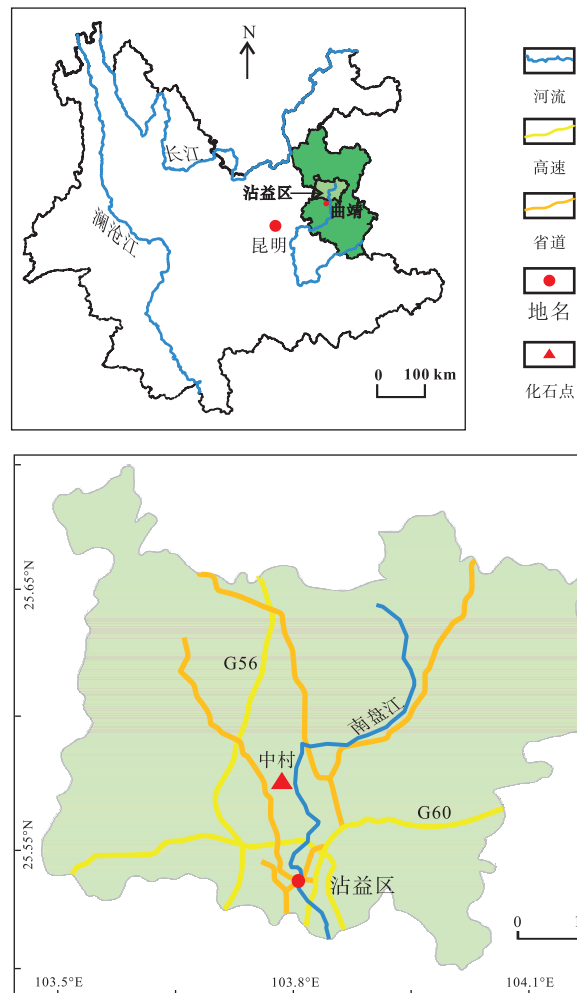 N
长江
澜沧江
沾益区
曲靖
昆明
0 100 km
河流
高速
省道
地名
化石点
25.65°N
25.55°N
G56
南盘江
中村
G60
沾益区
0
103.5°E
103.8°E
104.1°E